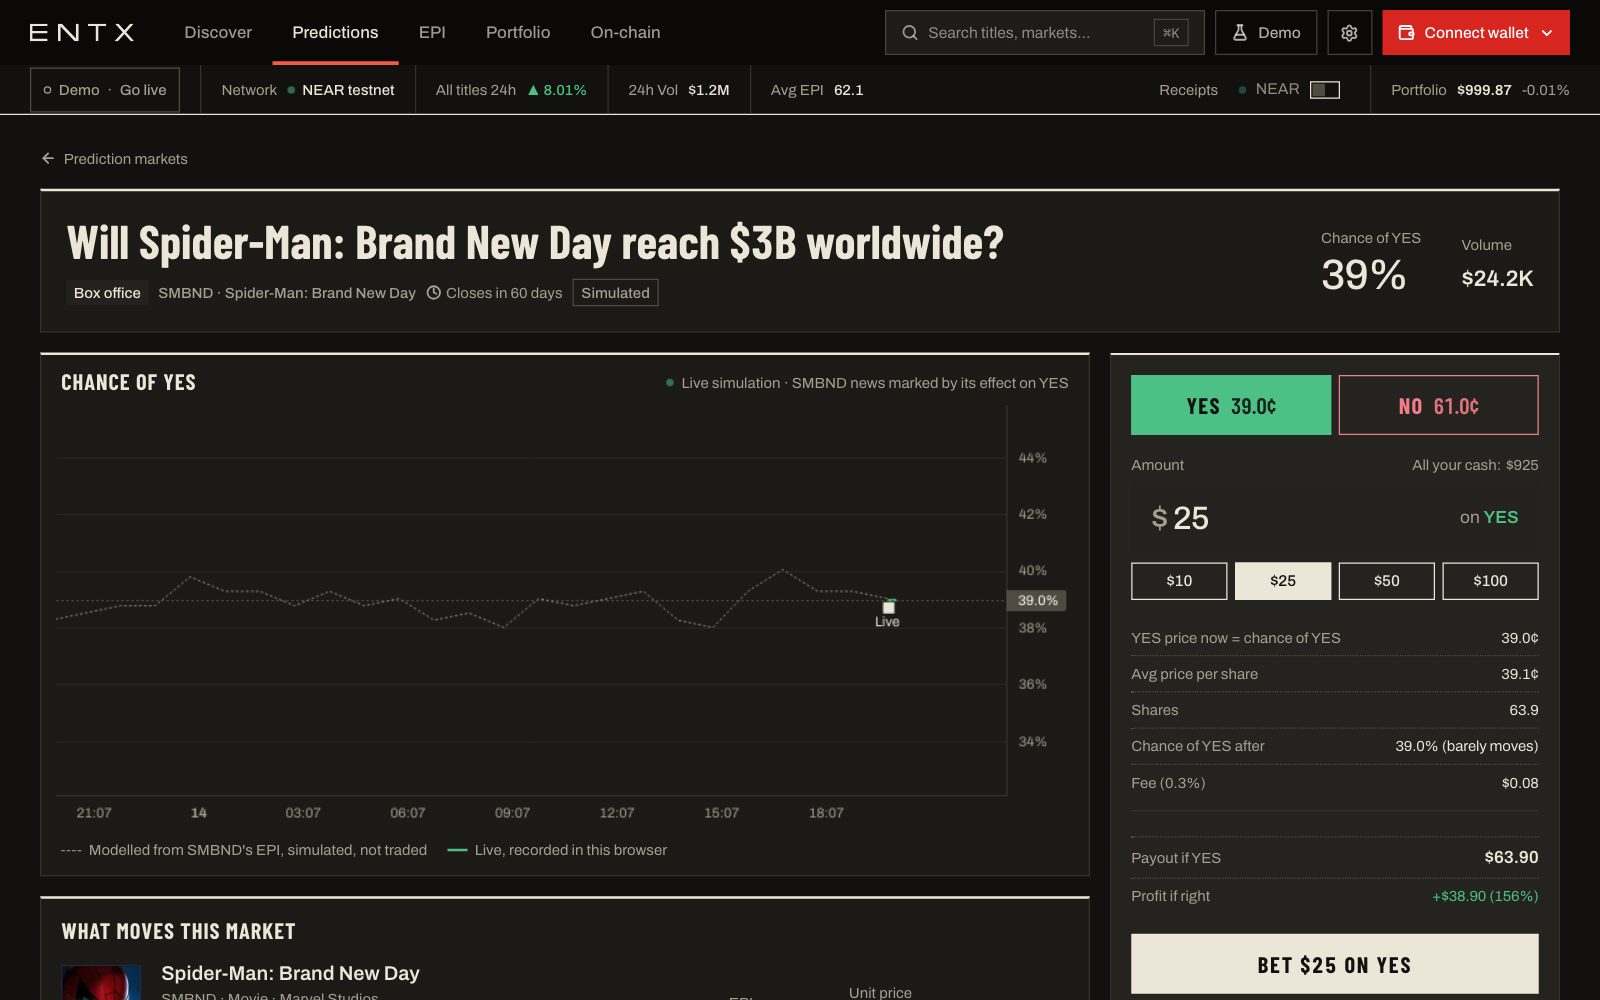 ENTX Discover Predictions EPI Portfolio On-chain Search titles, markets... ⌘K Demo Connect wallet
Demo · Go live Network NEAR testnet All titles 24h ▲ 8.01% 24h Vol $1.2M Avg EPI 62.1 Receipts NEAR Portfolio $999.87 -0.01%
← Prediction markets
Will Spider-Man: Brand New Day reach $3B worldwide?
Box office SMBND · Spider-Man: Brand New Day Closes in 60 days Simulated
Chance of YES
39%
Volume
$24.2K
CHANCE OF YES
Live simulation · SMBND news marked by its effect on YES
44%
42%
40%
39.0%
38%
36%
34%
Live
21:07 14 03:07 06:07 09:07 12:07 15:07 18:07
---- Modelled from SMBND's EPI, simulated, not traded Live, recorded in this browser
WHAT MOVES THIS MARKET
Spider-Man: Brand New Day
SMBND · Movie · Marvel Studios
EPI
Unit price
YES 39.0¢ NO 61.0¢
Amount All your cash: $925
$ 25 on YES
$10 $25 $50 $100
YES price now = chance of YES 39.0¢
Avg price per share 39.1¢
Shares 63.9
Chance of YES after 39.0% (barely moves)
Fee (0.3%) $0.08
Payout if YES $63.90
Profit if right +$38.90 (156%)
BET $25 ON YES